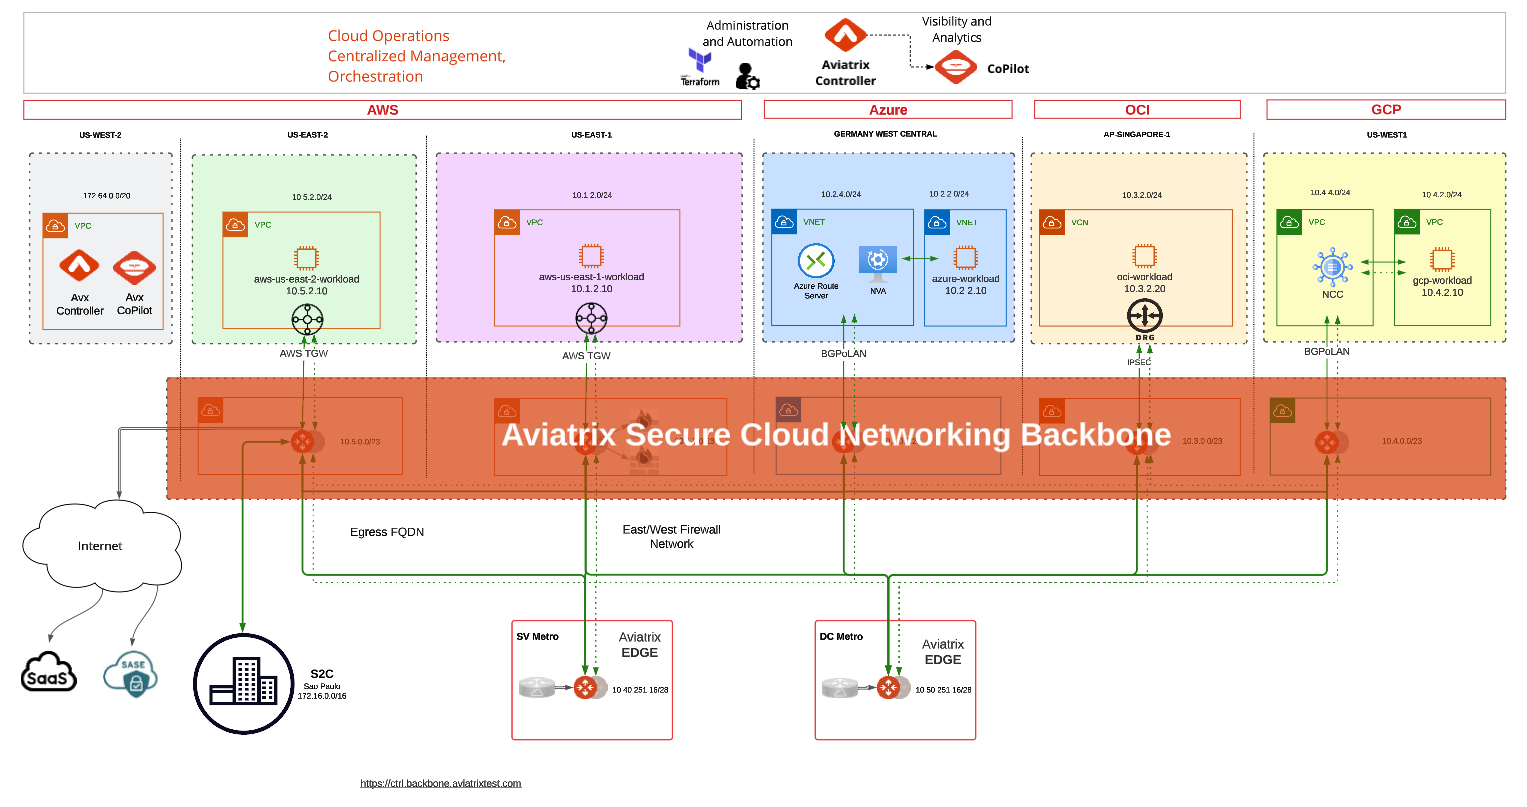 Cloud Operations
Centralized Management,
Orchestration
Administration
and Automation
Terraform
Aviatrix
Controller
Visibility and
Analytics
CoPilot
AWS
Azure
OCI
GCP
US-WEST-2
US-EAST-2
US-EAST-1
GERMANY WEST CENTRAL
AP-SINGAPORE-1
US-WEST1
172.64.0.0/20
VPC
Avx
Controller
Avx
CoPilot
10.5.2.0/24
VPC
aws-us-east-2-workload
10.5.2.10
AWS TGW
10.1.2.0/24
VPC
aws-us-east-1-workload
10.1.2.10
AWS TGW
10.2.4.0/24
VNET
Azure Route
Server
NVA
BGPoLAN
10.2.2.0/24
VNET
azure-workload
10.2.2.10
10.3.2.0/24
VCN
oci-workload
10.3.2.20
DRG
IPSEC
10.4.4.0/24
VPC
NCC
BGPoLAN
10.4.2.0/24
VPC
gcp-workload
10.4.2.10
Aviatrix Secure Cloud Networking Backbone
10.5.0.0/23
10.3.0.0/23
10.4.0.0/23
Egress FQDN
East/West Firewall
Network
Internet
SaaS
SASE
S2C
Sao Paulo
172.16.0.0/16
SV Metro
Aviatrix
EDGE
10.40.251.16/28
DC Metro
Aviatrix
EDGE
10.50.251.16/28
https://ctrl.backbone.aviatrixtest.com